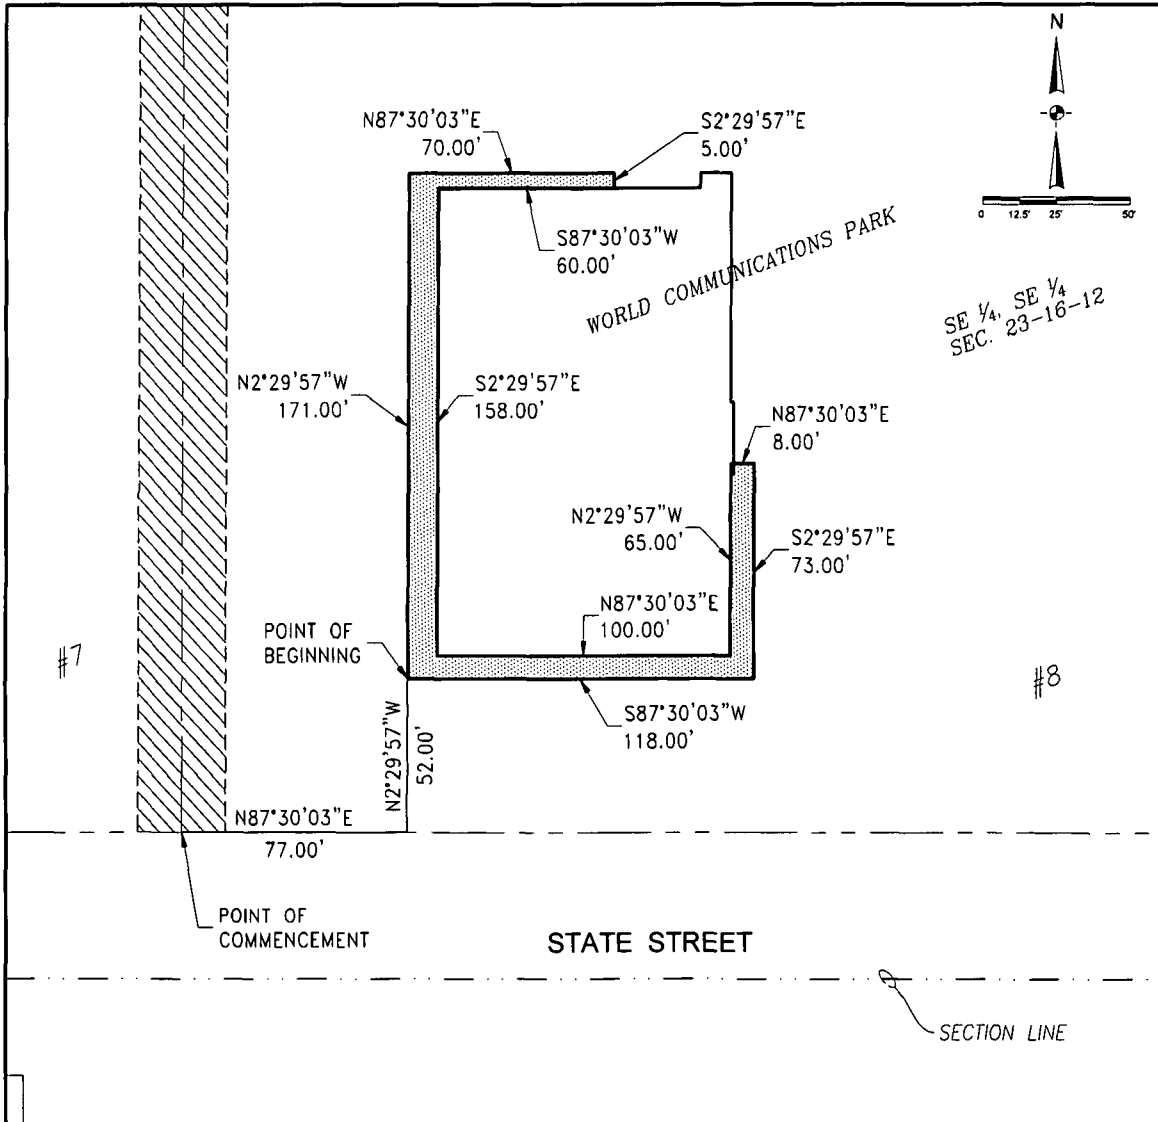 N
N87°30'03"E
70.00'
S2°29'57"E
5.00'
0 12.5' 25' 50'
S87°30'03"W
60.00'
WORLD COMMUNICATIONS PARK
SE 1/4, SE 1/4
SEC. 23-16-12
N2°29'57"W
171.00'
S2°29'57"E
158.00'
N87°30'03"E
8.00'
N2°29'57"W
65.00'
S2°29'57"E
73.00'
N87°30'03"E
100.00'
POINT OF
BEGINNING
#7
#8
S87°30'03"W
118.00'
N2°29'57"W
52.00'
N87°30'03"E
77.00'
POINT OF
COMMENCEMENT
STATE STREET
SECTION LINE